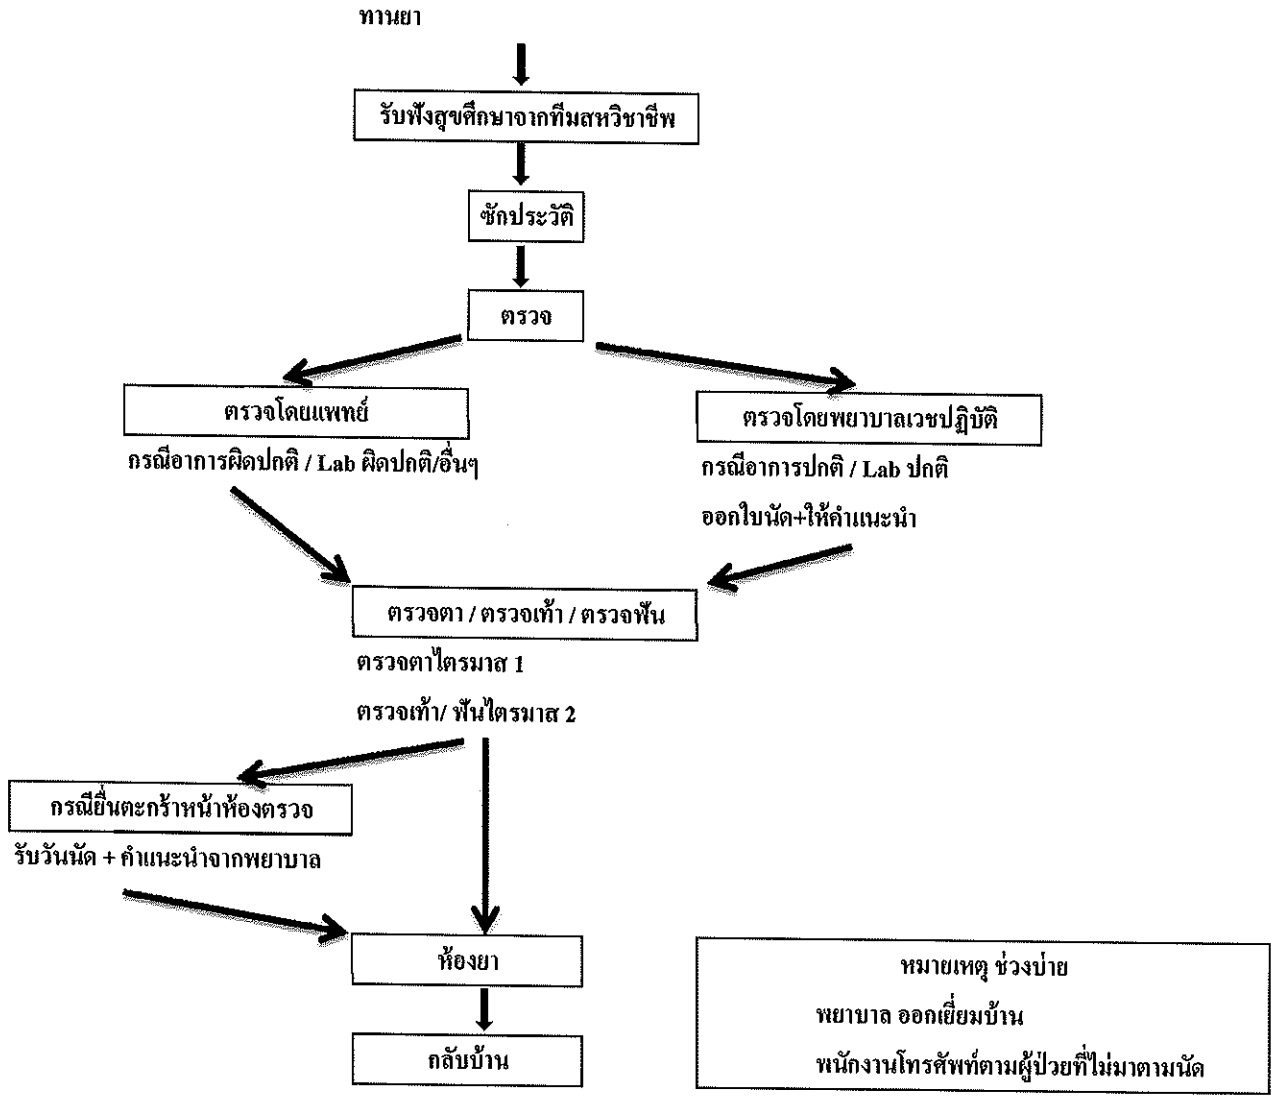 ทานยา
รับฟังสุขศึกษาจากทีมสหวิชาชีพ
ซักประวัติ
ตรวจ
ตรวจโดยแพทย์
กรณีอาการผิดปกติ / Lab ผิดปกติ/อื่นๆ
ตรวจโดยพยาบาลเวชปฏิบัติ
กรณีอาการปกติ / Lab ปกติ
ออกใบนัด+ให้คำแนะนำ
ตรวจตา / ตรวจเท้า / ตรวจฟัน
ตรวจตาไตรมาส 1
ตรวจเท้า/ ฟันไตรมาส 2
กรณียื่นตะกร้าหน้าห้องตรวจ
รับวันนัด + คำแนะนำจากพยาบาล
ห้องยา
กลับบ้าน
หมายเหตุ ช่วงบ่าย
พยาบาล ออกเยี่ยมบ้าน
พนักงานโทรศัพท์ตามผู้ป่วยที่ไม่มาตามนัด